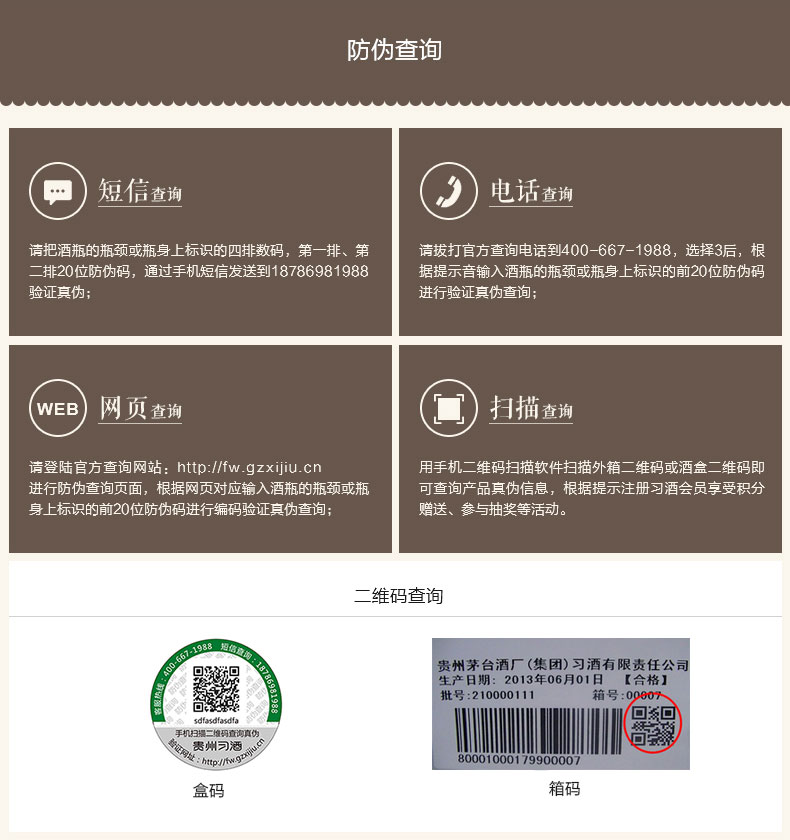 防伪查询
短信查询
请把酒瓶的瓶颈或瓶身上标识的四排数码，第一排、第
二排20位防伪码，通过手机短信发送到18786981988
验证真伪；
电话查询
请拔打官方查询电话到400-667-1988，选择3后，根
据提示音输入酒瓶的瓶颈或瓶身上标识的前20位防伪码
进行验证真伪查询；
WEB
网页查询
请登陆官方查询网站：http://fw.gzxijiu.cn
进行防伪查询页面，根据网页对应输入酒瓶的瓶颈或瓶
身上标识的前20位防伪码进行编码验证真伪查询；
扫描查询
用手机二维码扫描软件扫描外箱二维码或酒盒二维码即
可查询产品真伪信息，根据提示注册习酒会员享受积分
赠送、参与抽奖等活动。
二维码查询
客服热线：400-667-1988 短信查询：18786981988
sdfasdfasdfa
手机扫描二维码查询真伪
贵州习酒
验证网址：http://fw.gzxijiu.cn
盒码
贵州茅台酒厂(集团)习酒有限责任公司
生产日期：2013年06月01日 【合格】
批号:210000111 箱号:00007
80001000179900007
箱码